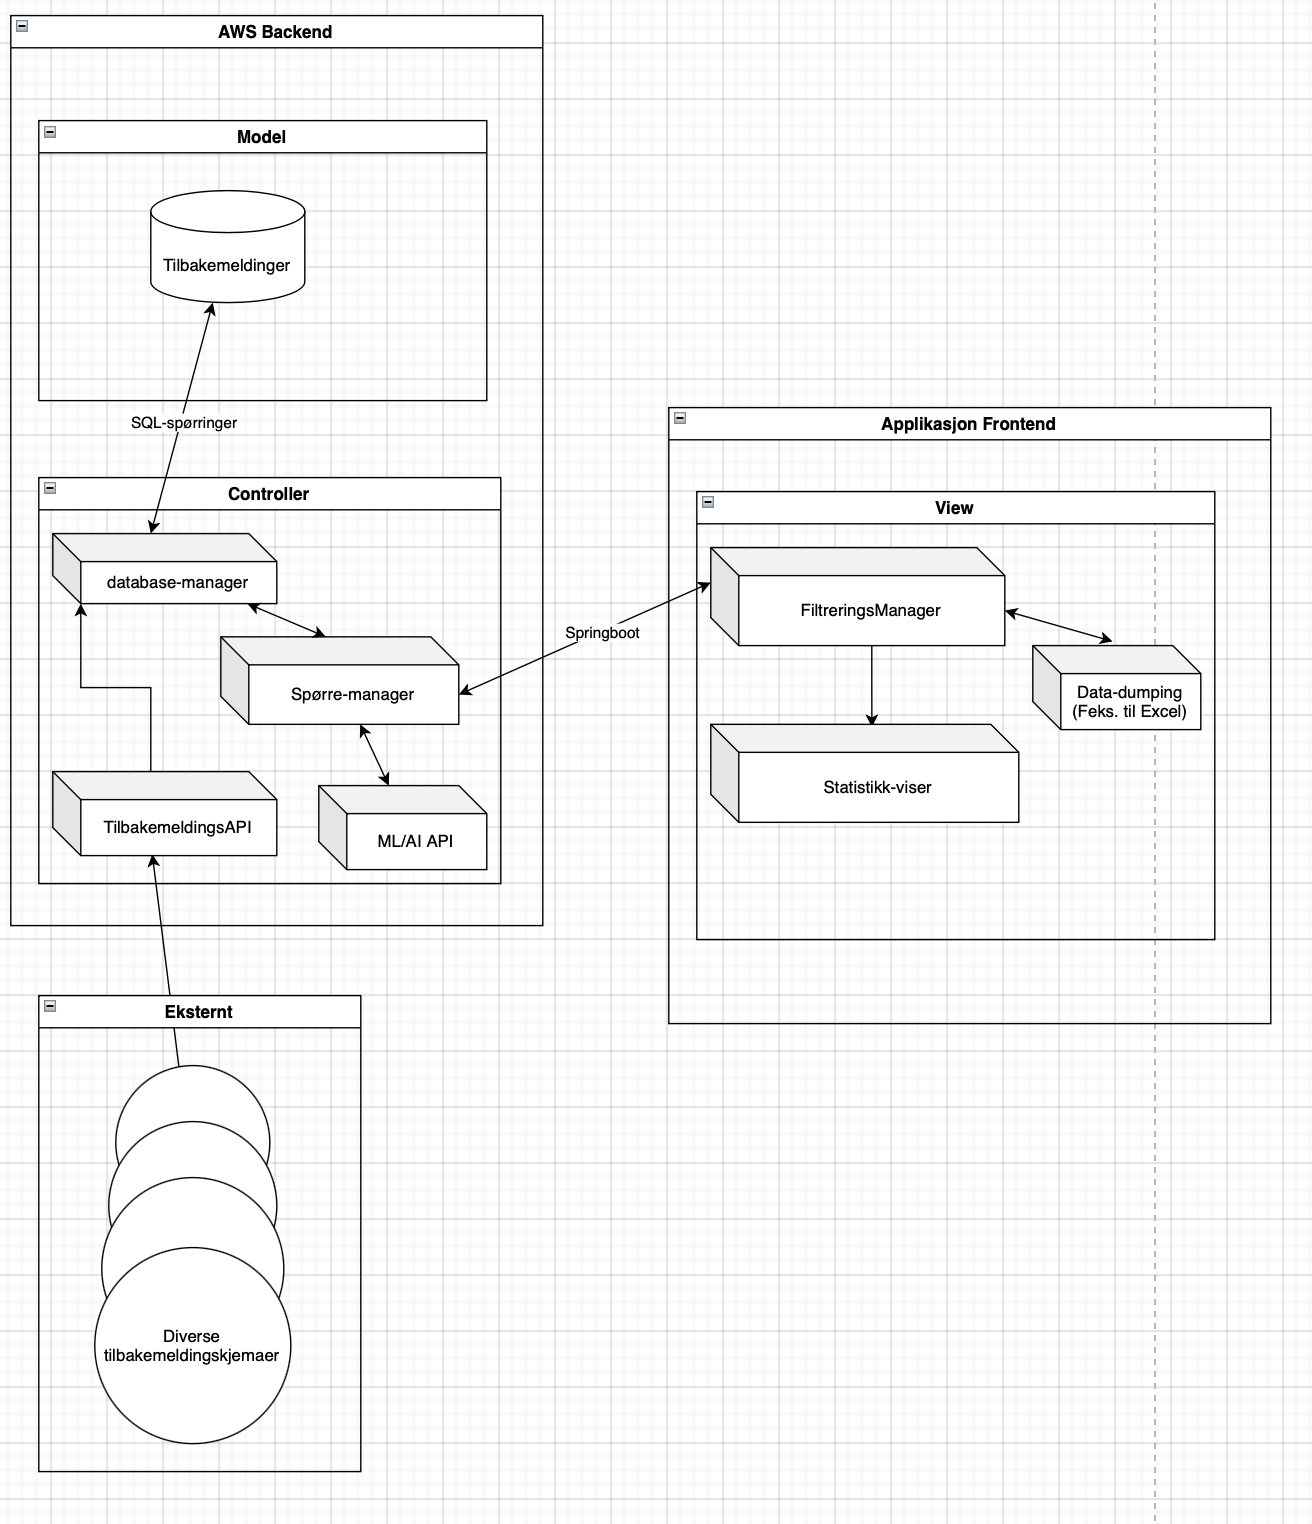 AWS Backend
Model
Tilbakemeldinger
SQL-spørringer
Controller
database-manager
Spørre-manager
TilbakemeldingsAPI
ML/AI API
Springboot
Applikasjon Frontend
View
FiltreringsManager
Data-dumping
(Feks. til Excel)
Statistikk-viser
Eksternt
Diverse
tilbakemeldingskjemaer